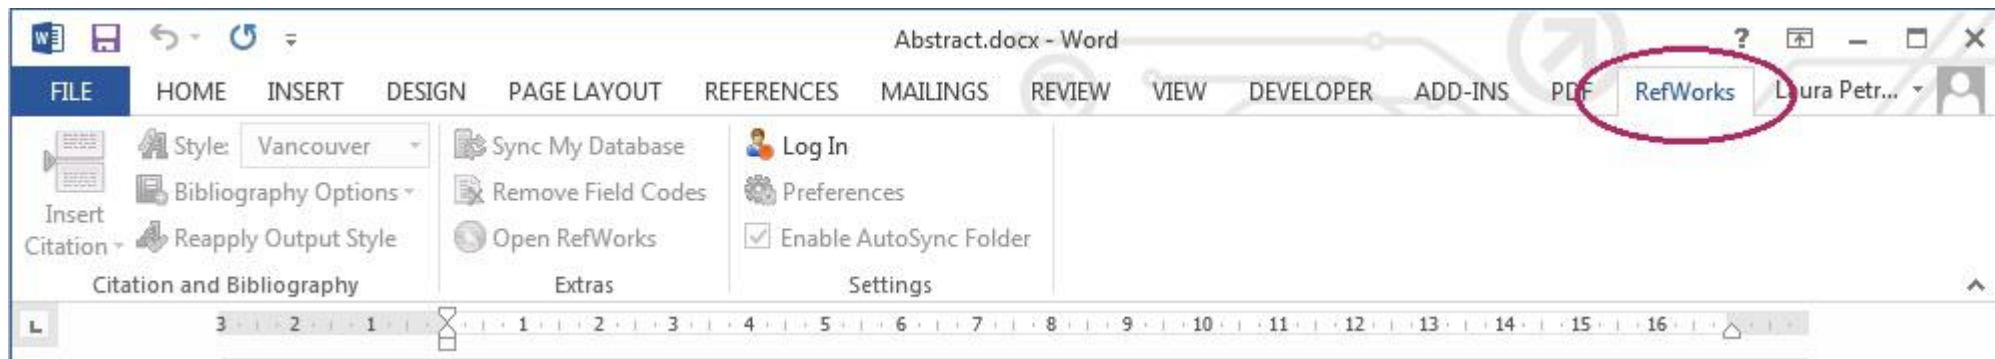 Abstract.docx - Word ?
FILE HOME INSERT DESIGN PAGE LAYOUT REFERENCES MAILINGS REVIEW VIEW DEVELOPER ADD-INS PDF RefWorks Laura Petr...
Style: Vancouver Sync My Database Log In
Bibliography Options Remove Field Codes Preferences
Insert
Citation Reapply Output Style Open RefWorks Enable AutoSync Folder
Citation and Bibliography Extras Settings
L 3 2 1 1 2 3 4 5 6 7 8 9 10 11 12 13 14 15 16